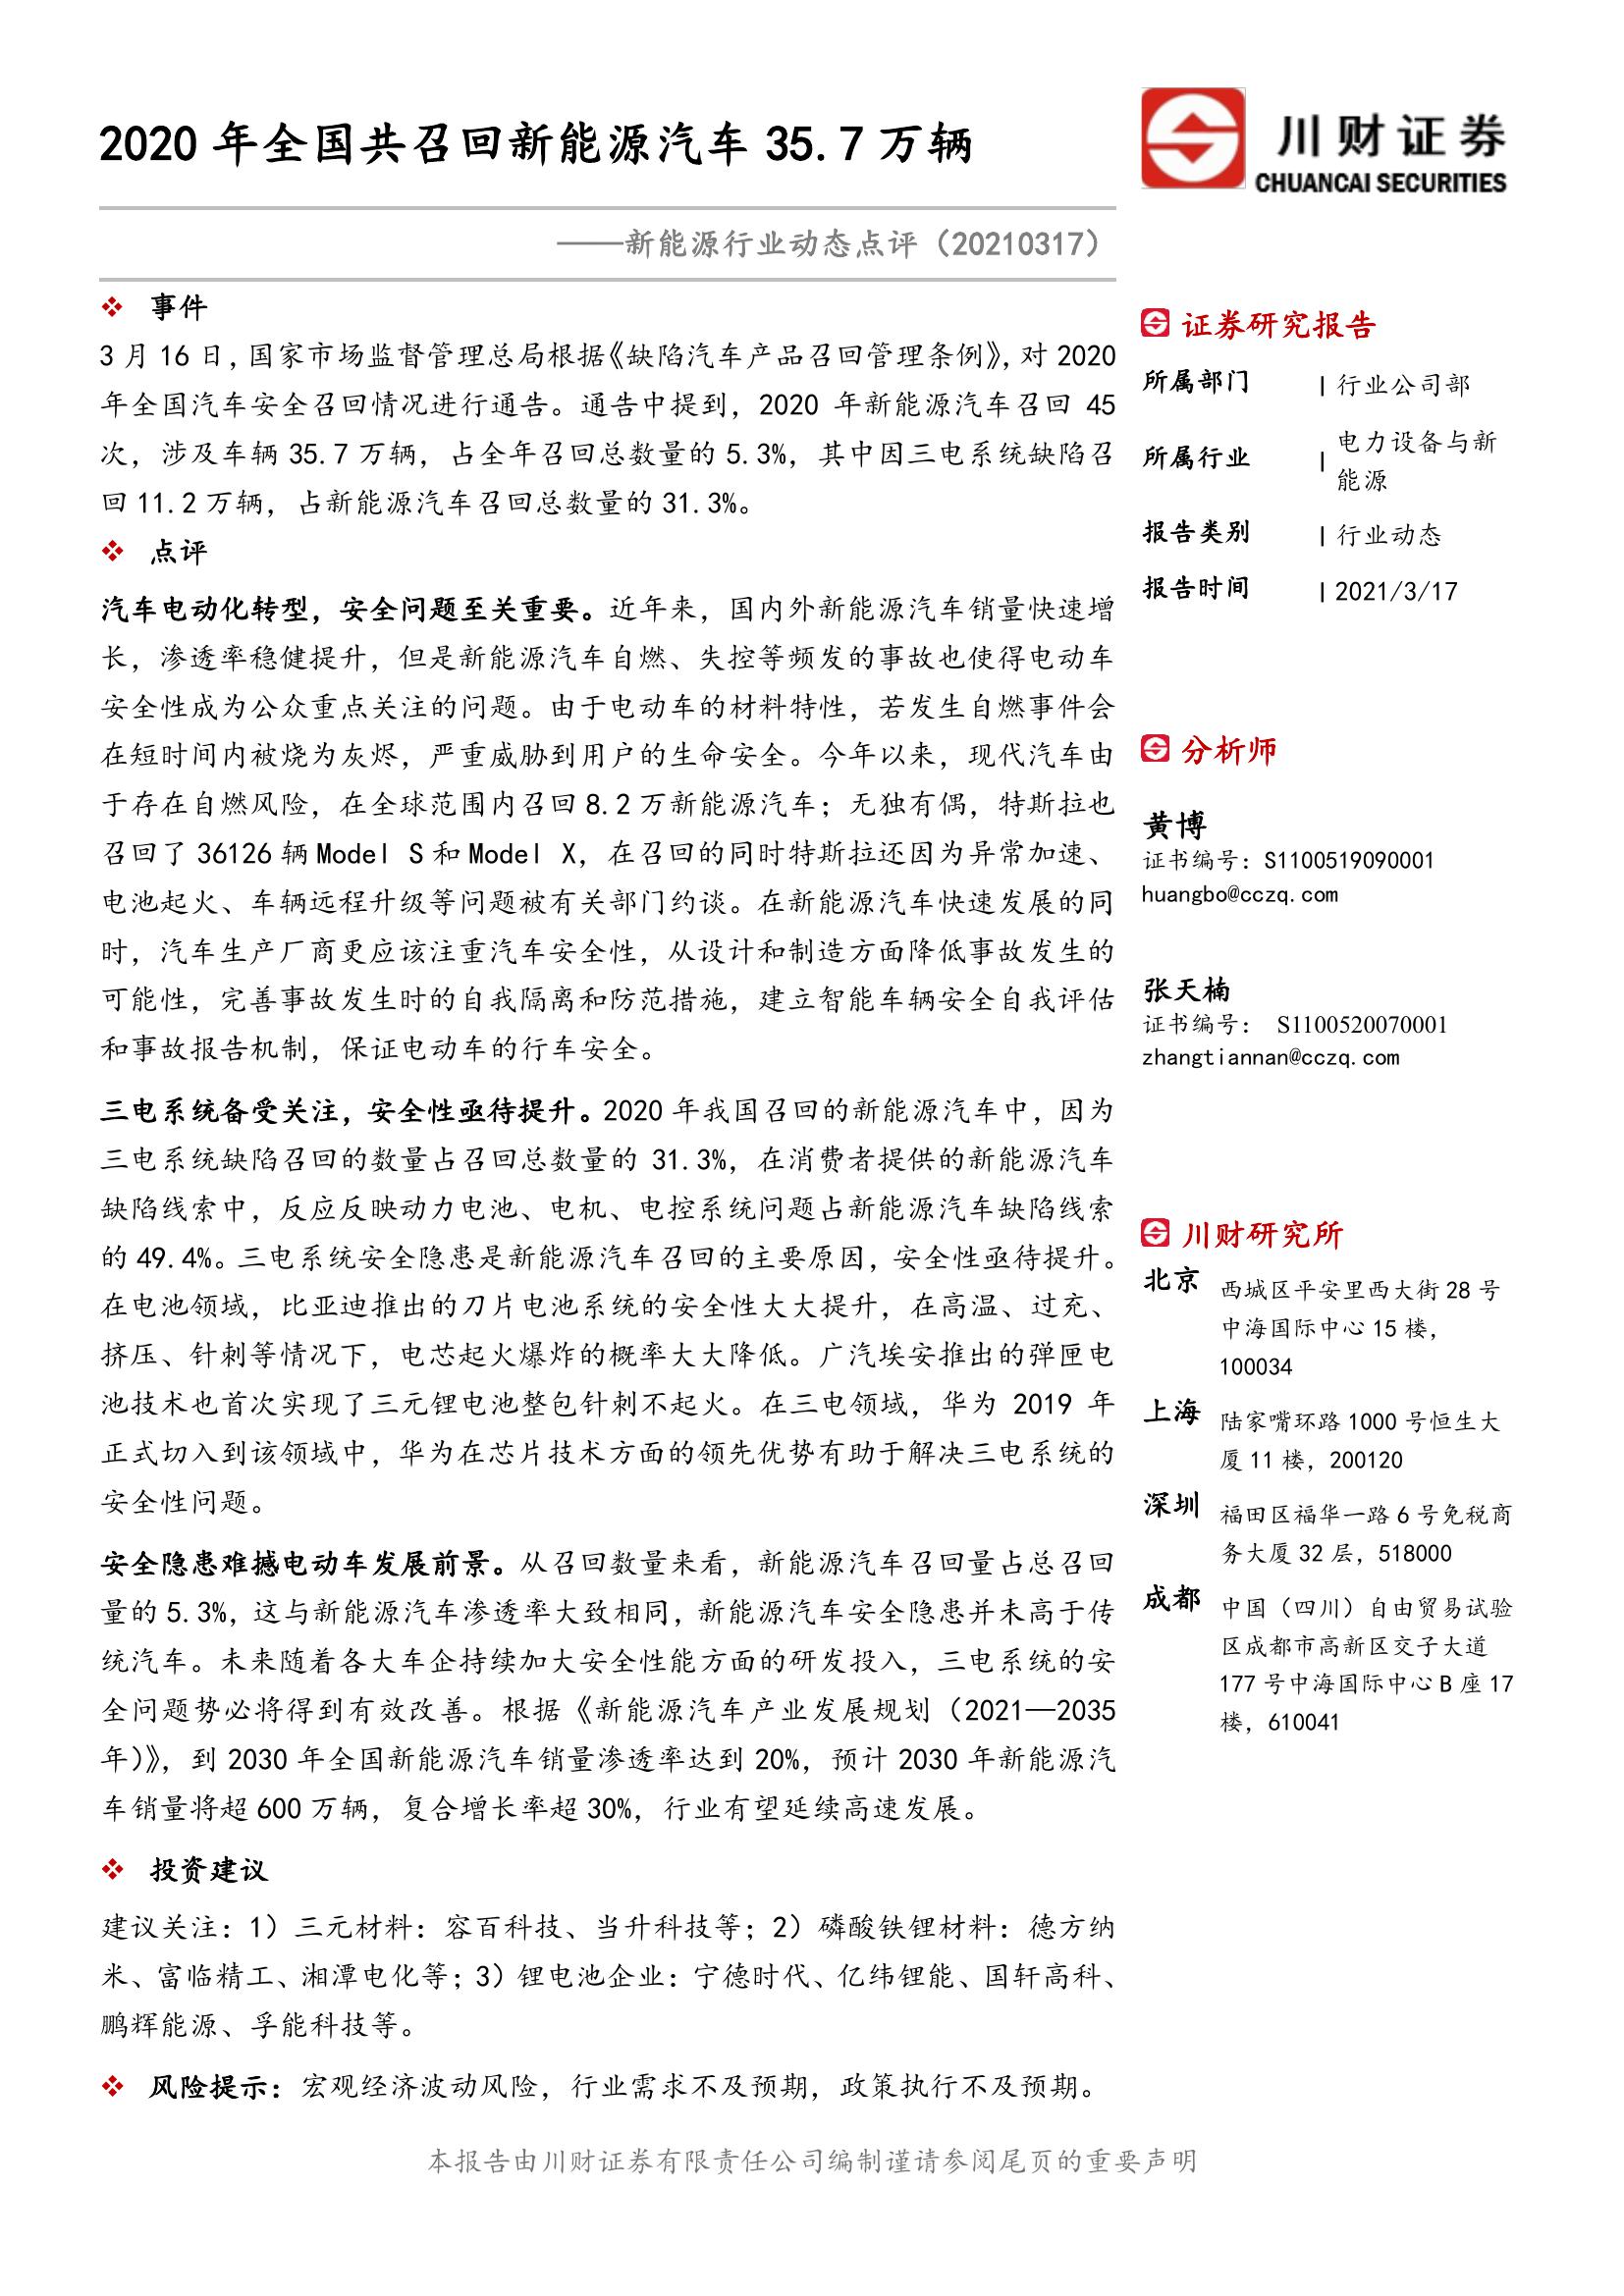 2020 年全国共召回新能源汽车 35.7 万辆
川财证券
CHUANCAI SECURITIES
——新能源行业动态点评（20210317）
❖ 事件
3 月 16 日，国家市场监督管理总局根据《缺陷汽车产品召回管理条例》，对 2020
年全国汽车安全召回情况进行通告。通告中提到，2020 年新能源汽车召回 45
次，涉及车辆 35.7 万辆，占全年召回总数量的 5.3%，其中因三电系统缺陷召
回 11.2 万辆，占新能源汽车召回总数量的 31.3%。
❖ 点评
汽车电动化转型，安全问题至关重要。近年来，国内外新能源汽车销量快速增
长，渗透率稳健提升，但是新能源汽车自燃、失控等频发的事故也使得电动车
安全性成为公众重点关注的问题。由于电动车的材料特性，若发生自燃事件会
在短时间内被烧为灰烬，严重威胁到用户的生命安全。今年以来，现代汽车由
于存在自燃风险，在全球范围内召回 8.2 万新能源汽车；无独有偶，特斯拉也
召回了 36126 辆 Model S 和 Model X，在召回的同时特斯拉还因为异常加速、
电池起火、车辆远程升级等问题被有关部门约谈。在新能源汽车快速发展的同
时，汽车生产厂商更应该注重汽车安全性，从设计和制造方面降低事故发生的
可能性，完善事故发生时的自我隔离和防范措施，建立智能车辆安全自我评估
和事故报告机制，保证电动车的行车安全。
三电系统备受关注，安全性亟待提升。2020 年我国召回的新能源汽车中，因为
三电系统缺陷召回的数量占召回总数量的 31.3%，在消费者提供的新能源汽车
缺陷线索中，反应反映动力电池、电机、电控系统问题占新能源汽车缺陷线索
的 49.4%。三电系统安全隐患是新能源汽车召回的主要原因，安全性亟待提升。
在电池领域，比亚迪推出的刀片电池系统的安全性大大提升，在高温、过充、
挤压、针刺等情况下，电芯起火爆炸的概率大大降低。广汽埃安推出的弹匣电
池技术也首次实现了三元锂电池整包针刺不起火。在三电领域，华为 2019 年
正式切入到该领域中，华为在芯片技术方面的领先优势有助于解决三电系统的
安全性问题。
安全隐患难撼电动车发展前景。从召回数量来看，新能源汽车召回量占总召回
量的 5.3%，这与新能源汽车渗透率大致相同，新能源汽车安全隐患并未高于传
统汽车。未来随着各大车企持续加大安全性能方面的研发投入，三电系统的安
全问题势必将得到有效改善。根据《新能源汽车产业发展规划（2021—2035
年）》，到 2030 年全国新能源汽车销量渗透率达到 20%，预计 2030 年新能源汽
车销量将超 600 万辆，复合增长率超 30%，行业有望延续高速发展。
❖ 投资建议
建议关注：1）三元材料：容百科技、当升科技等；2）磷酸铁锂材料：德方纳
米、富临精工、湘潭电化等；3）锂电池企业：宁德时代、亿纬锂能、国轩高科、
鹏辉能源、孚能科技等。
❖ 风险提示：宏观经济波动风险，行业需求不及预期，政策执行不及预期。
证券研究报告
所属部门 | 行业公司部
所属行业 | 电力设备与新
能源
报告类别 | 行业动态
报告时间 | 2021/3/17
分析师
黄博
证书编号：S1100519090001
huangbo@cczq.com
张天楠
证书编号： S1100520070001
zhangtiannan@cczq.com
川财研究所
北京 西城区平安里西大街 28 号
中海国际中心 15 楼，
100034
上海 陆家嘴环路 1000 号恒生大
厦 11 楼，200120
深圳 福田区福华一路 6 号免税商
务大厦 32 层，518000
成都 中国（四川）自由贸易试验
区成都市高新区交子大道
177 号中海国际中心 B 座 17
楼，610041
本报告由川财证券有限责任公司编制谨请参阅尾页的重要声明